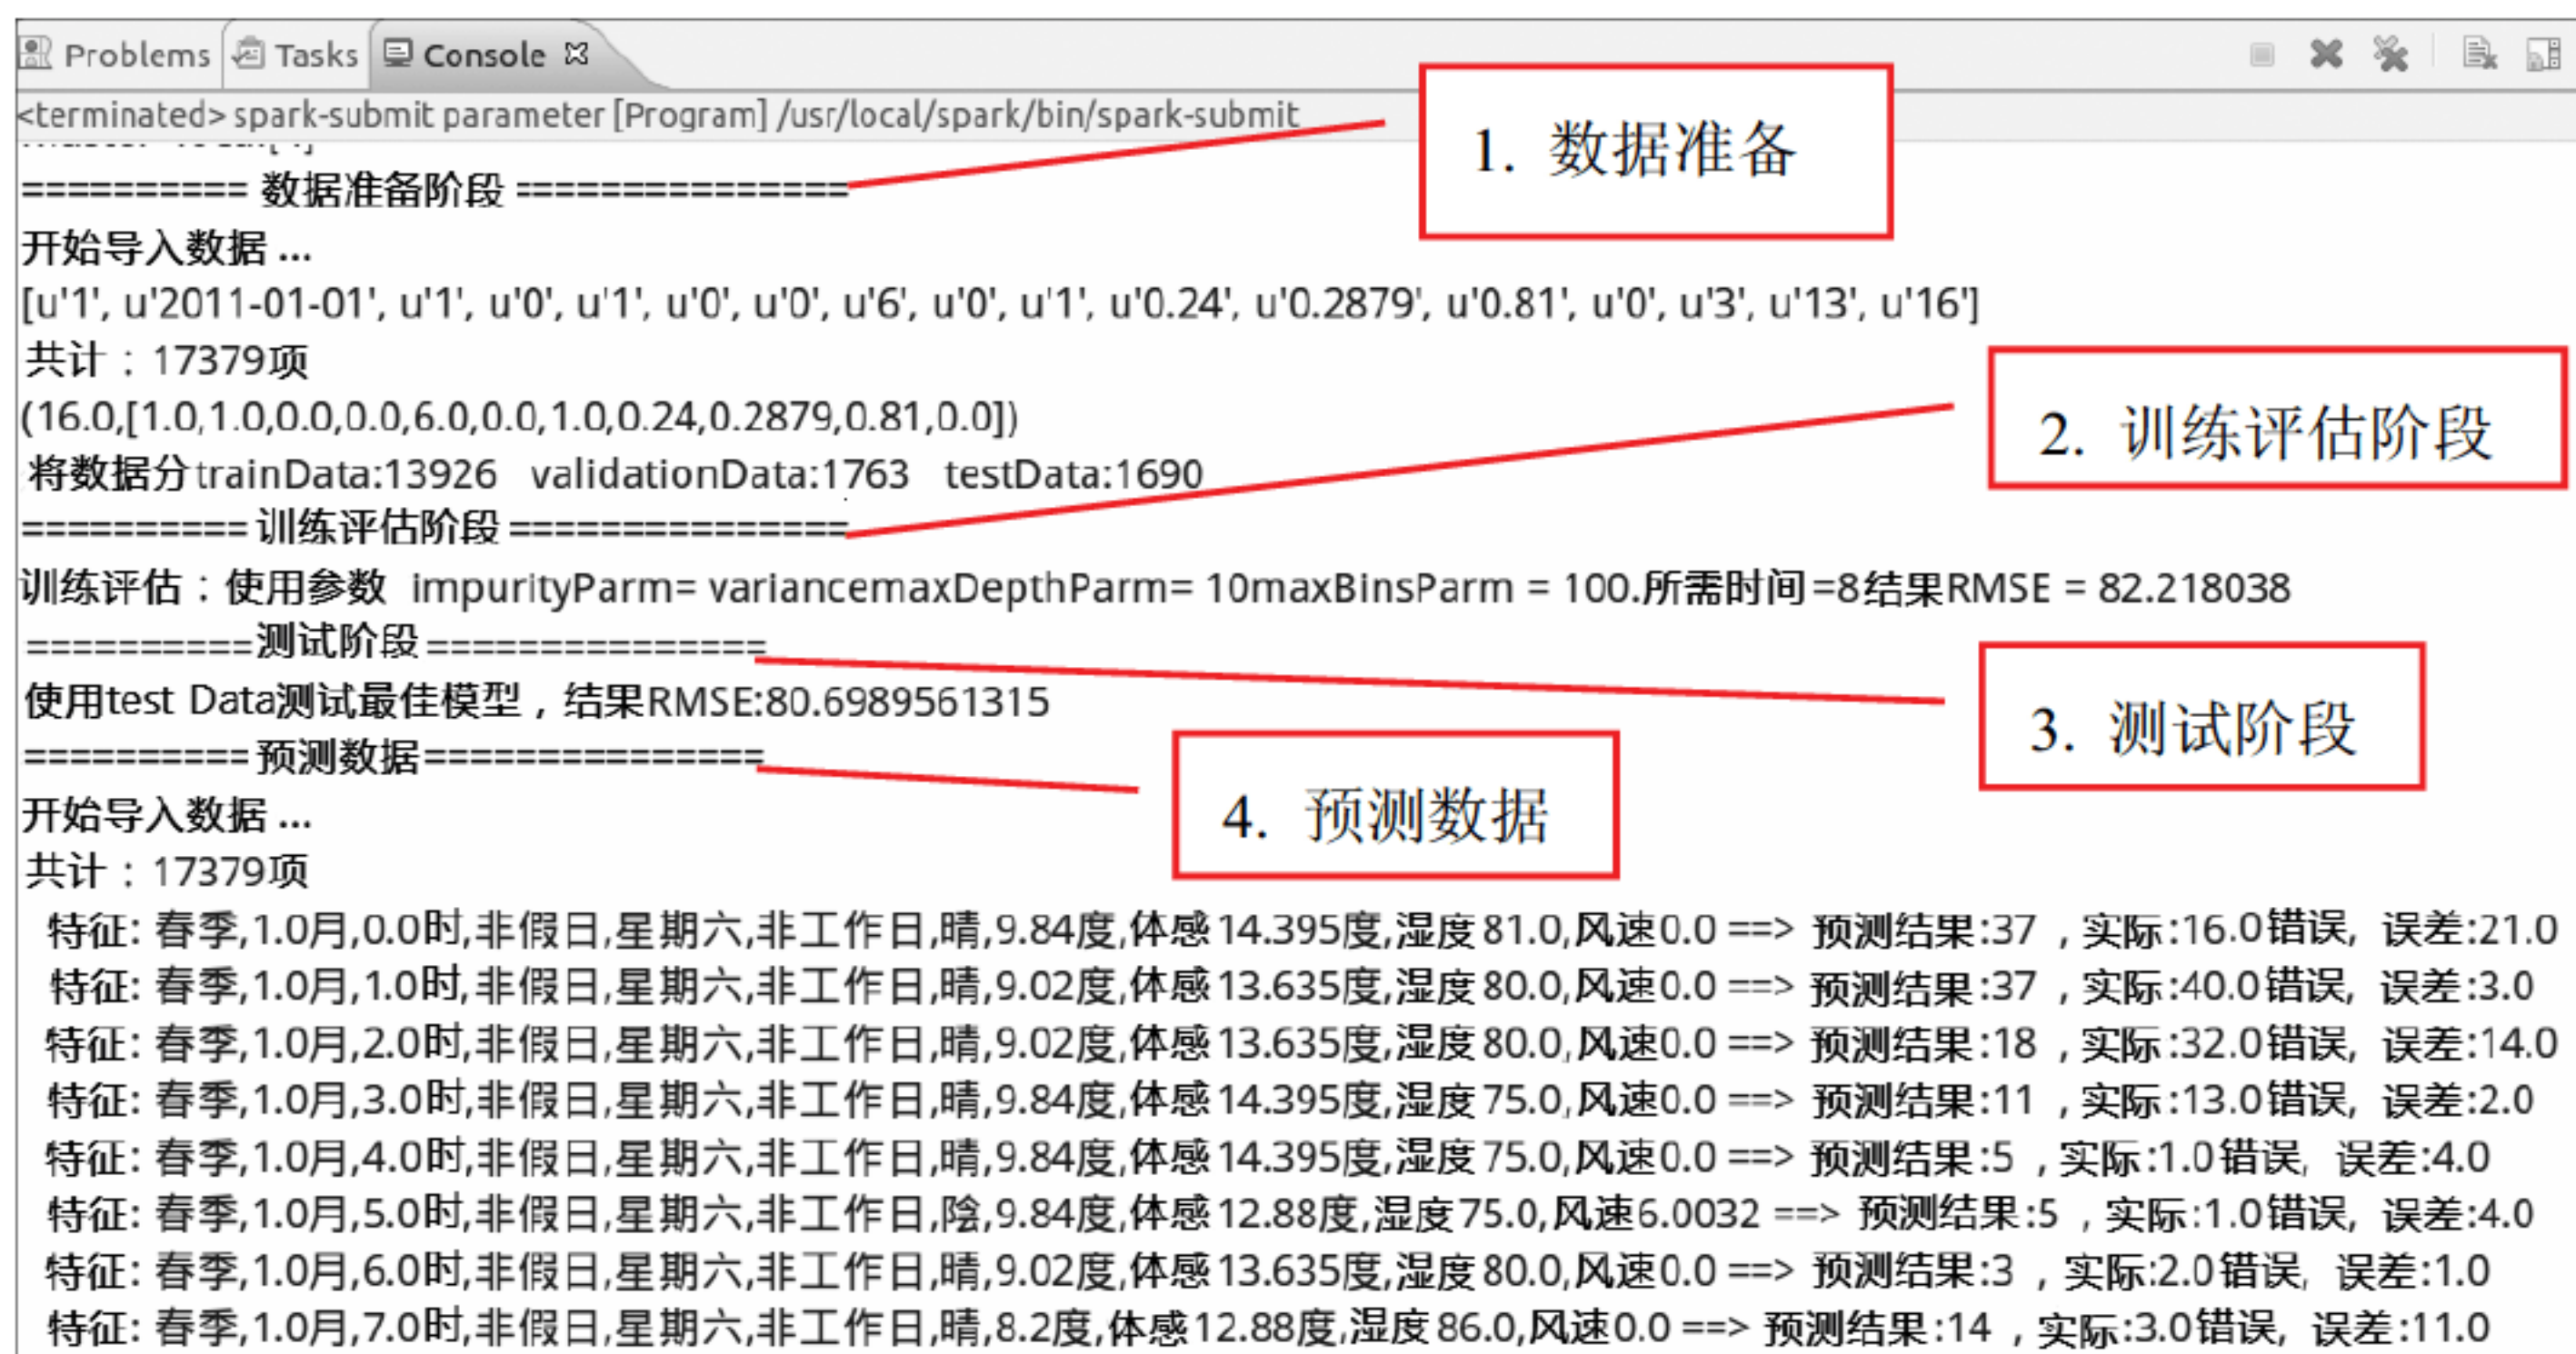 Problems Tasks Console
<terminated> spark-submit parameter [Program] /usr/local/spark/bin/spark-submit
========== 数据准备阶段 ===============
1. 数据准备
开始导入数据 ...
[u'1', u'2011-01-01', u'1', u'0', u'1', u'0', u'0', u'6', u'0', u'1', u'0.24', u'0.2879', u'0.81', u'0', u'3', u'13', u'16']
共计：17379项
(16.0,[1.0,1.0,0.0,0.0,6.0,0.0,1.0,0.24,0.2879,0.81,0.0])
2. 训练评估阶段
将数据分trainData:13926 validationData:1763 testData:1690
========== 训练评估阶段 ===============
训练评估：使用参数 impurityParm= variancemaxDepthParm= 10maxBinsParm = 100.所需时间=8结果RMSE = 82.218038
==========测试阶段===============
3. 测试阶段
使用test Data测试最佳模型，结果RMSE:80.6989561315
==========预测数据===============
4. 预测数据
开始导入数据 ...
共计：17379项
特征: 春季,1.0月,0.0时,非假日,星期六,非工作日,晴,9.84度,体感14.395度,湿度81.0,风速0.0 ==> 预测结果:37 , 实际:16.0错误, 误差:21.0
特征: 春季,1.0月,1.0时,非假日,星期六,非工作日,晴,9.02度,体感13.635度,湿度80.0,风速0.0 ==> 预测结果:37 , 实际:40.0错误, 误差:3.0
特征: 春季,1.0月,2.0时,非假日,星期六,非工作日,晴,9.02度,体感13.635度,湿度80.0,风速0.0 ==> 预测结果:18 , 实际:32.0错误, 误差:14.0
特征: 春季,1.0月,3.0时,非假日,星期六,非工作日,晴,9.84度,体感14.395度,湿度75.0,风速0.0 ==> 预测结果:11 , 实际:13.0错误, 误差:2.0
特征: 春季,1.0月,4.0时,非假日,星期六,非工作日,晴,9.84度,体感14.395度,湿度75.0,风速0.0 ==> 预测结果:5 , 实际:1.0错误, 误差:4.0
特征: 春季,1.0月,5.0时,非假日,星期六,非工作日,陰,9.84度,体感12.88度,湿度75.0,风速6.0032 ==> 预测结果:5 , 实际:1.0错误, 误差:4.0
特征: 春季,1.0月,6.0时,非假日,星期六,非工作日,晴,9.02度,体感13.635度,湿度80.0,风速0.0 ==> 预测结果:3 , 实际:2.0错误, 误差:1.0
特征: 春季,1.0月,7.0时,非假日,星期六,非工作日,晴,8.2度,体感12.88度,湿度86.0,风速0.0 ==> 预测结果:14 , 实际:3.0错误, 误差:11.0